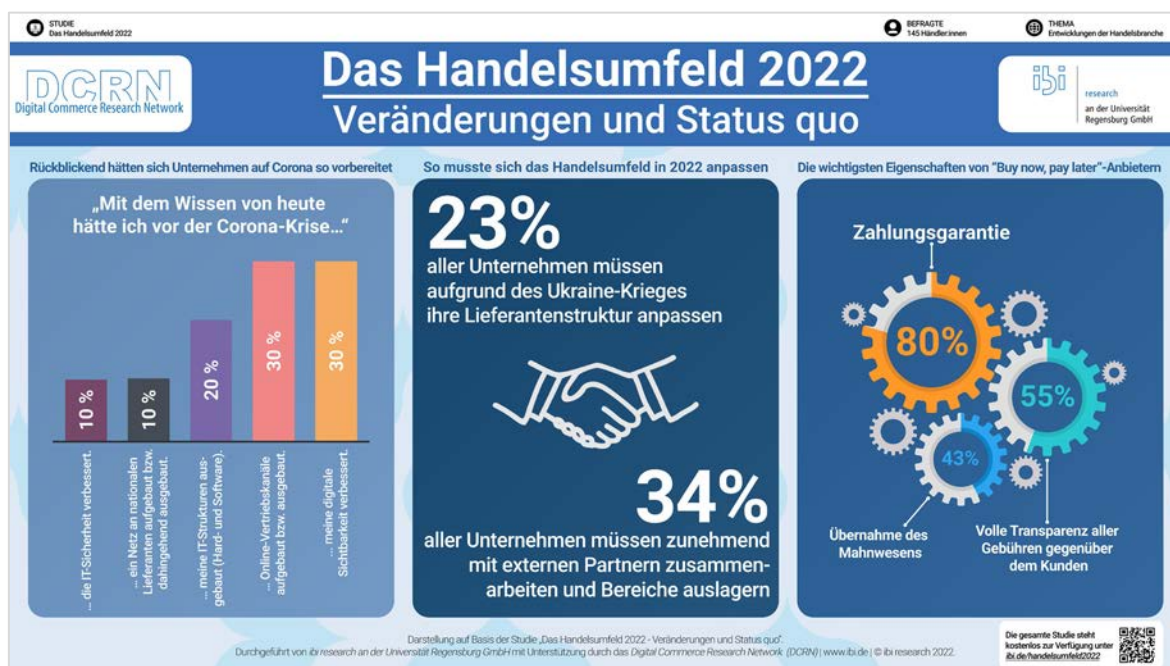 STUDIE
Das Handelsumfeld 2022
BEFRAGTE
145 Händler:innen
THEMA
Entwicklungen der Handelsbranche
DCRN
Digital Commerce Research Network
Das Handelsumfeld 2022
Veränderungen und Status quo
ibi
research
an der Universität
Regensburg GmbH
Rückblickend hätten sich Unternehmen auf Corona so vorbereitet
„Mit dem Wissen von heute
hätte ich vor der Corona-Krise...“
10 %
10 %
20 %
30 %
30 %
... die IT-Sicherheit verbessert.
... ein Netz an nationalen
Lieferanten aufgebaut bzw.
dahingehend ausgebaut.
... meine IT-Strukturen aus-
gebaut (Hard- und Software).
... Online-Vertriebskanäle
aufgebaut bzw. ausgebaut.
... meine digitale
Sichtbarkeit verbessert.
So musste sich das Handelsumfeld in 2022 anpassen
23%
aller Unternehmen müssen
aufgrund des Ukraine-Krieges
ihre Lieferantenstruktur anpassen
34%
aller Unternehmen müssen zunehmend
mit externen Partnern zusammen-
arbeiten und Bereiche auslagern
Die wichtigsten Eigenschaften von "Buy now, pay later"-Anbietern
Zahlungsgarantie
80%
55%
43%
Übernahme des
Mahnwesens
Volle Transparenz aller
Gebühren gegenüber
dem Kunden
Darstellung auf Basis der Studie „Das Handelsumfeld 2022 - Veränderungen und Status quo“.
Durchgeführt von ibi research an der Universität Regensburg GmbH mit Unterstützung durch das Digital Commerce Research Network (DCRN) | www.ibi.de | © ibi research 2022.
Die gesamte Studie steht
kostenlos zur Verfügung unter
ibi.de/handelsumfeld2022